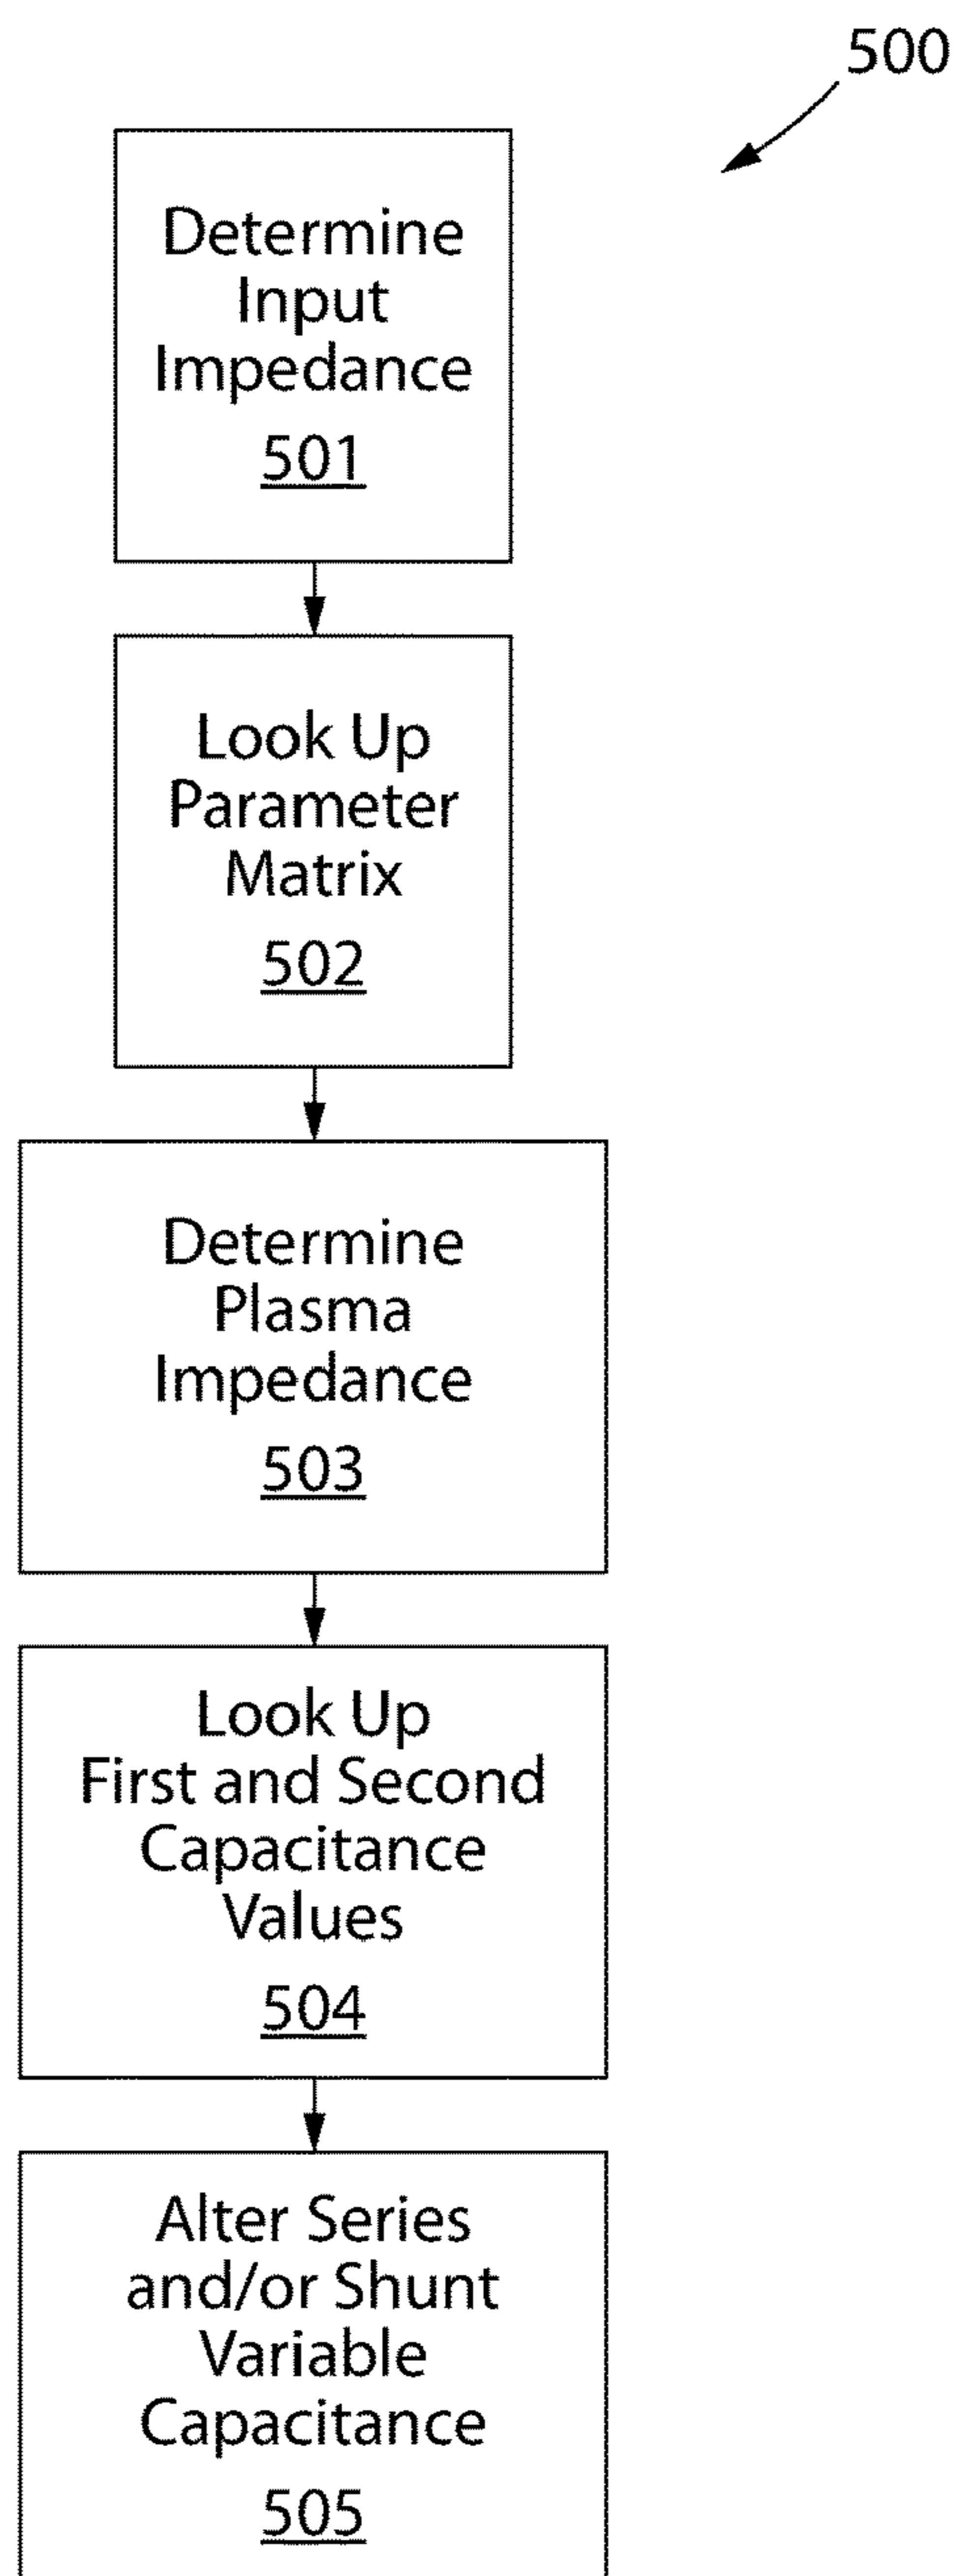 500
Determine
Input
Impedance
501
Look Up
Parameter
Matrix
502
Determine
Plasma
Impedance
503
Look Up
First and Second
Capacitance
Values
504
Alter Series
and/or Shunt
Variable
Capacitance
505